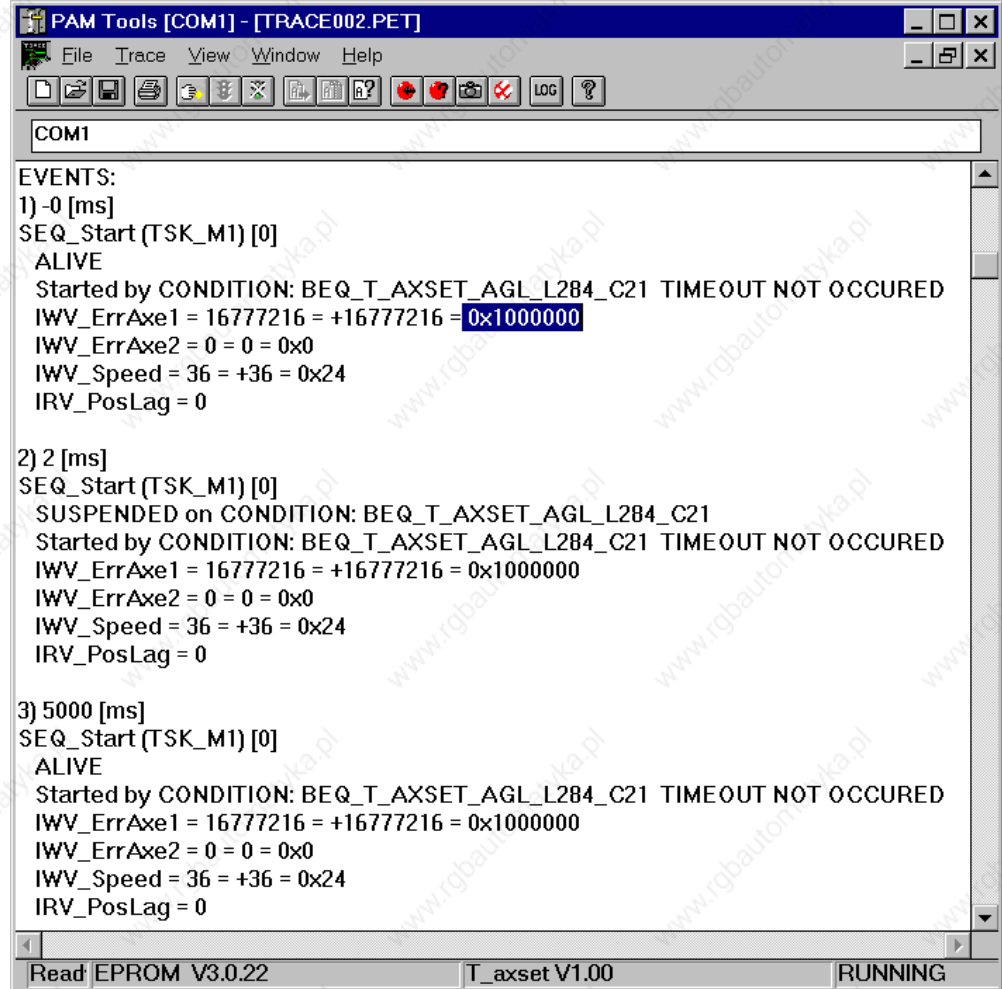 PAM Tools [COM1] - [TRACE002.PET]
File Trace View Window Help
LOG
COM1
EVENTS:
1) -0 [ms]
SEQ_Start (TSK_M1) [0]
ALIVE
Started by CONDITION: BEQ_T_AXSET_AGL_L284_C21 TIMEOUT NOT OCCURED
IWV_ErrAxe1 = 16777216 = +16777216 = 0x1000000
IWV_ErrAxe2 = 0 = 0 = 0x0
IWV_Speed = 36 = +36 = 0x24
IRV_PosLag = 0
2) 2 [ms]
SEQ_Start (TSK_M1) [0]
SUSPENDED on CONDITION: BEQ_T_AXSET_AGL_L284_C21
Started by CONDITION: BEQ_T_AXSET_AGL_L284_C21 TIMEOUT NOT OCCURED
IWV_ErrAxe1 = 16777216 = +16777216 = 0x1000000
IWV_ErrAxe2 = 0 = 0 = 0x0
IWV_Speed = 36 = +36 = 0x24
IRV_PosLag = 0
3) 5000 [ms]
SEQ_Start (TSK_M1) [0]
ALIVE
Started by CONDITION: BEQ_T_AXSET_AGL_L284_C21 TIMEOUT NOT OCCURED
IWV_ErrAxe1 = 16777216 = +16777216 = 0x1000000
IWV_ErrAxe2 = 0 = 0 = 0x0
IWV_Speed = 36 = +36 = 0x24
IRV_PosLag = 0
Read EPROM V3.0.22 T_axset V1.00 RUNNING
www.rgbautomatyka.pl